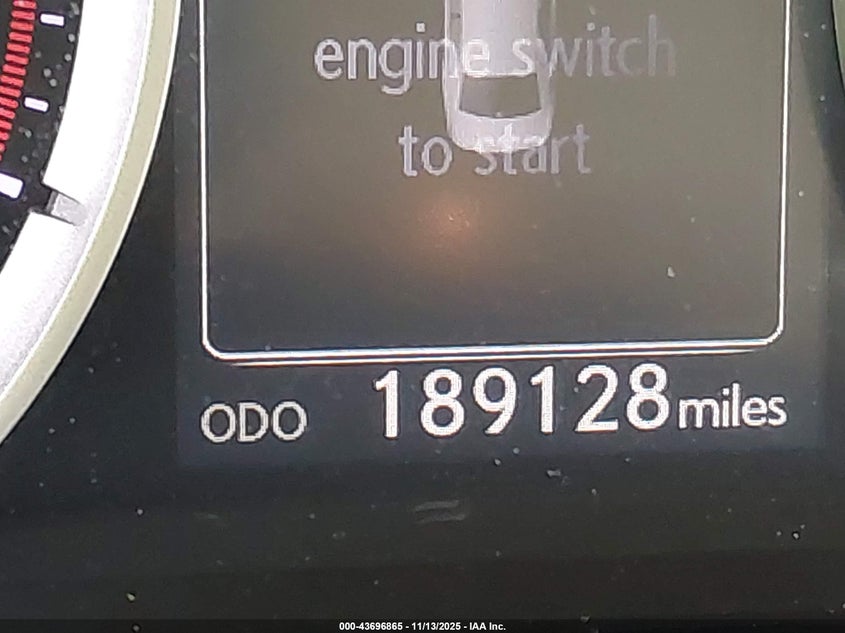 engine switch
to start
ODO 189128 miles
000-43696865 - 11/13/2025 - IAA Inc.